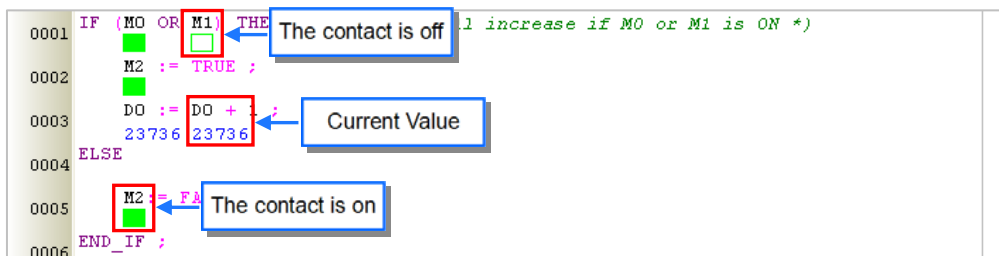 0001 IF (M0 OR M1) THE The contact is off l increase if M0 or M1 is ON *)
0002 M2 := TRUE ;
0003 D0 := D0 + 1 ;
23736 23736 Current Value
0004 ELSE
0005 M2:= FA The contact is on
0006 END_IF ;